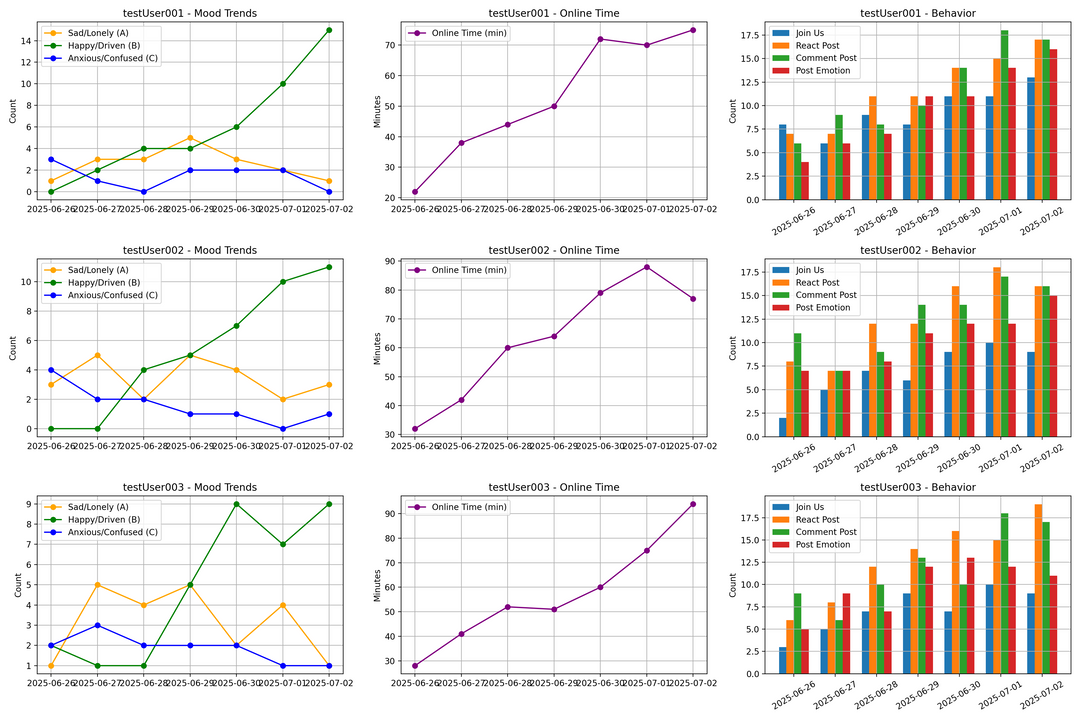 testUser001 - Mood Trends
Count
14
12
10
8
6
4
2
0
Sad/Lonely (A)
Happy/Driven (B)
Anxious/Confused (C)
2025-06-26 2025-06-27 2025-06-28 2025-06-29 2025-06-30 2025-07-01 2025-07-02
testUser001 - Online Time
Minutes
70
60
50
40
30
20
Online Time (min)
2025-06-26 2025-06-27 2025-06-28 2025-06-29 2025-06-30 2025-07-01 2025-07-02
testUser001 - Behavior
Count
17.5
15.0
12.5
10.0
7.5
5.0
2.5
0.0
Join Us
React Post
Comment Post
Post Emotion
2025-06-26 2025-06-27 2025-06-28 2025-06-29 2025-06-30 2025-07-01 2025-07-02
testUser002 - Mood Trends
Count
10
8
6
4
2
0
Sad/Lonely (A)
Happy/Driven (B)
Anxious/Confused (C)
2025-06-26 2025-06-27 2025-06-28 2025-06-29 2025-06-30 2025-07-01 2025-07-02
testUser002 - Online Time
Minutes
90
80
70
60
50
40
30
Online Time (min)
2025-06-26 2025-06-27 2025-06-28 2025-06-29 2025-06-30 2025-07-01 2025-07-02
testUser002 - Behavior
Count
17.5
15.0
12.5
10.0
7.5
5.0
2.5
0.0
Join Us
React Post
Comment Post
Post Emotion
2025-06-26 2025-06-27 2025-06-28 2025-06-29 2025-06-30 2025-07-01 2025-07-02
testUser003 - Mood Trends
Count
9
8
7
6
5
4
3
2
1
Sad/Lonely (A)
Happy/Driven (B)
Anxious/Confused (C)
2025-06-26 2025-06-27 2025-06-28 2025-06-29 2025-06-30 2025-07-01 2025-07-02
testUser003 - Online Time
Minutes
90
80
70
60
50
40
30
Online Time (min)
2025-06-26 2025-06-27 2025-06-28 2025-06-29 2025-06-30 2025-07-01 2025-07-02
testUser003 - Behavior
Count
17.5
15.0
12.5
10.0
7.5
5.0
2.5
0.0
Join Us
React Post
Comment Post
Post Emotion
2025-06-26 2025-06-27 2025-06-28 2025-06-29 2025-06-30 2025-07-01 2025-07-02